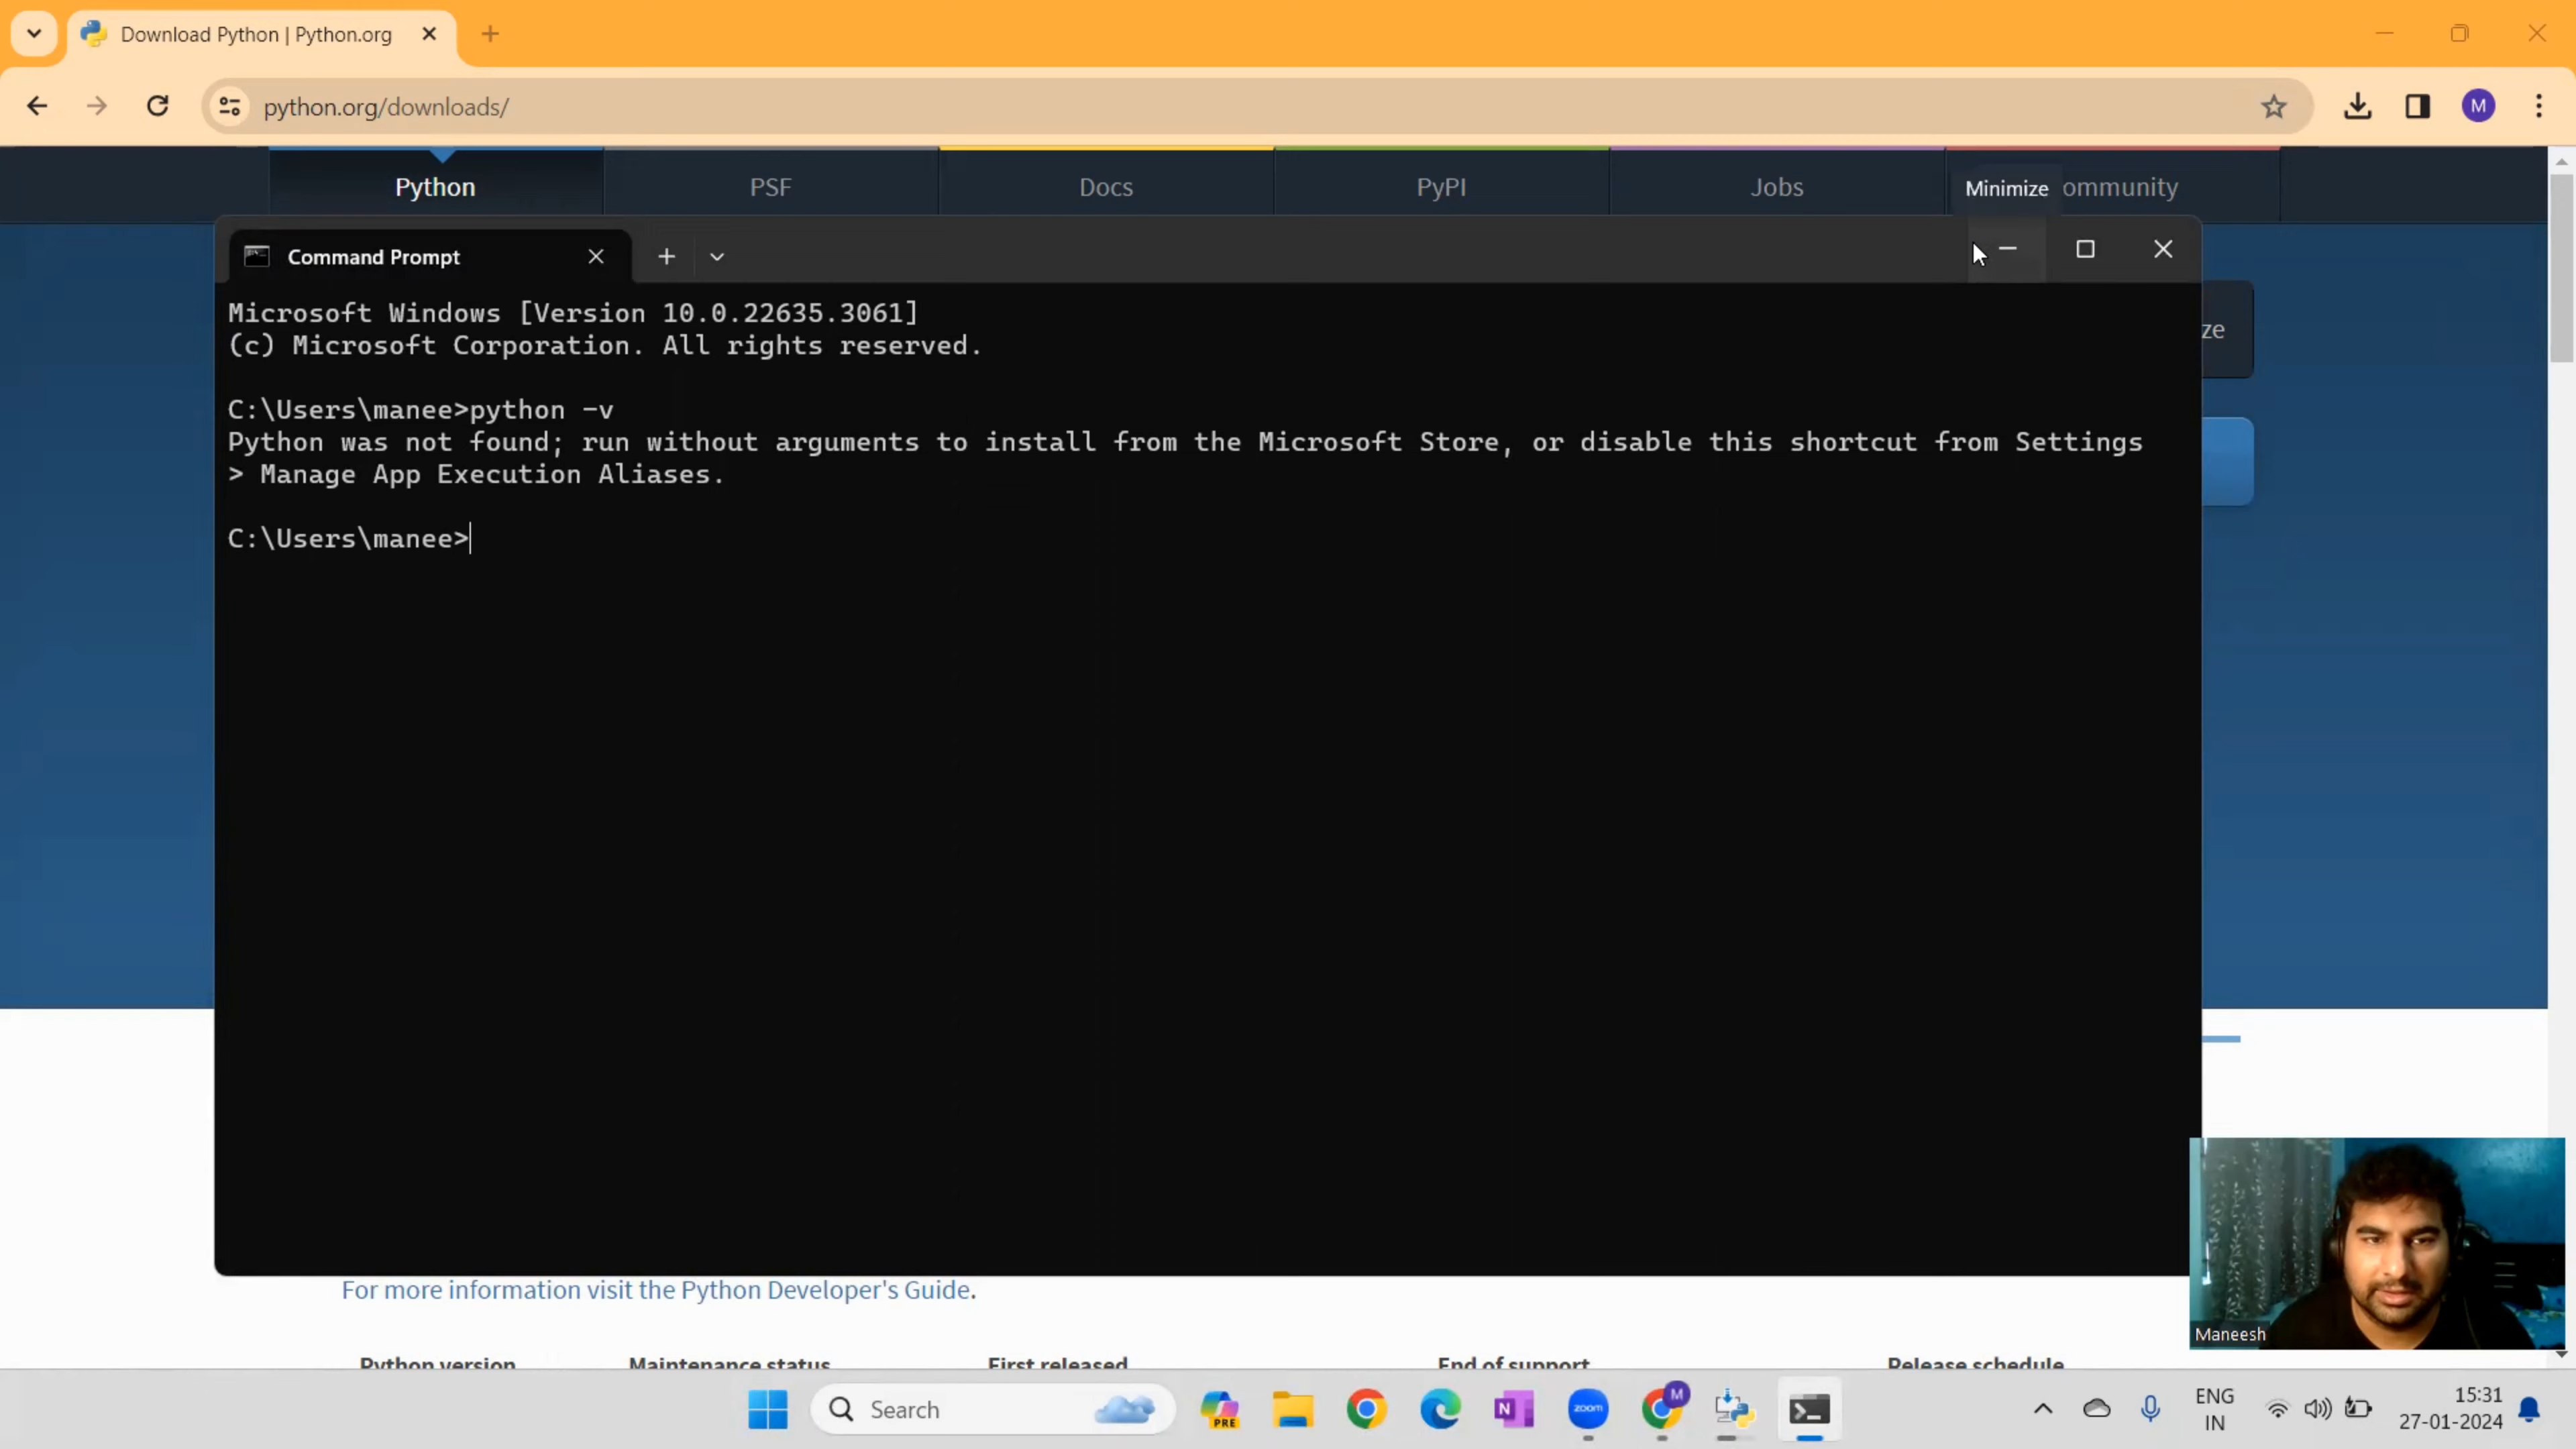 Download Python | Python.org
python.org/downloads/
M
Python
PSF
Docs
PyPI
Jobs
Minimize
ommunity
Command Prompt
ze
Microsoft Windows [Version 10.0.22635.3061]
(c) Microsoft Corporation. All rights reserved.
C:\Users\manee>python -v
Python was not found; run without arguments to install from the Microsoft Store, or disable this shortcut from Settings
> Manage App Execution Aliases.
C:\Users\manee>
For more information visit the Python Developer's Guide.
Maneesh
Python version
Maintenance status
First released
End of support
Release schedule
Search
PRE
N
zoom
M
ENG
IN
15:31
27-01-2024